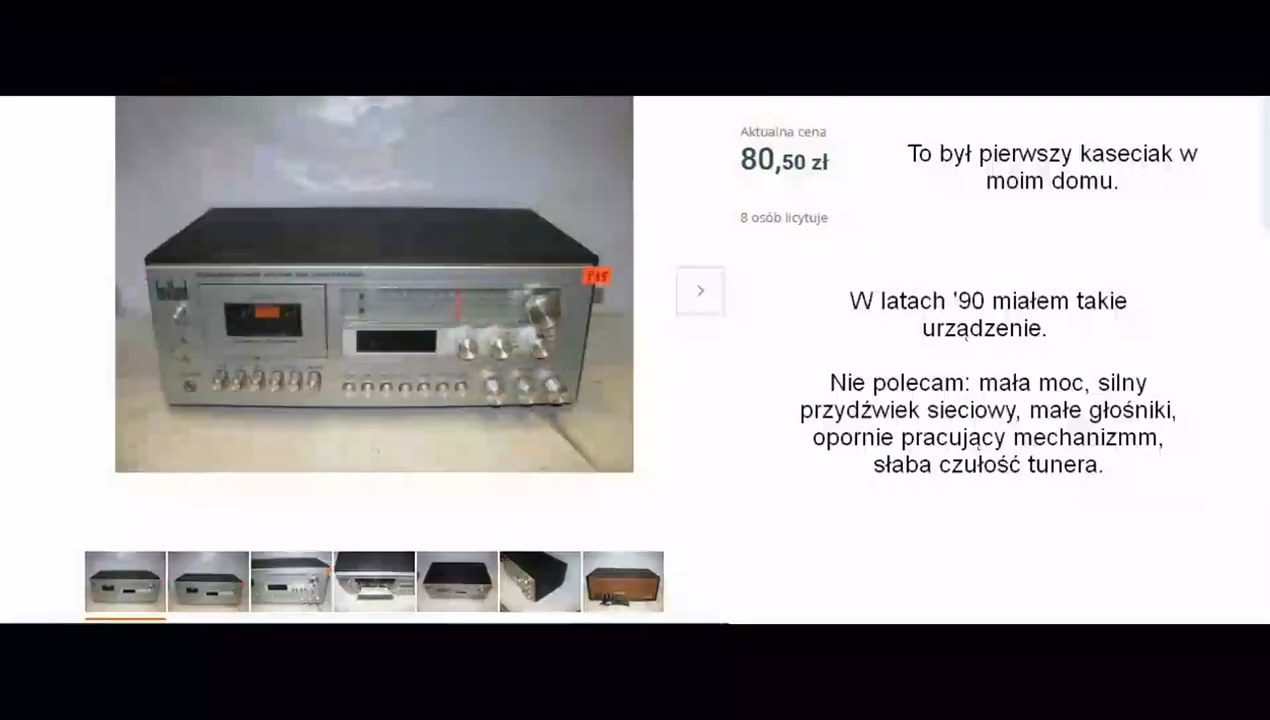 Aktualna cena
80,50 zł
8 osób licytuje
To był pierwszy kaseciak w
moim domu.
W latach '90 miałem takie
urządzenie.
Nie polecam: mała moc, silny
przydźwiek sieciowy, małe głośniki,
opornie pracujący mechanizmm,
słaba czułość tunera.